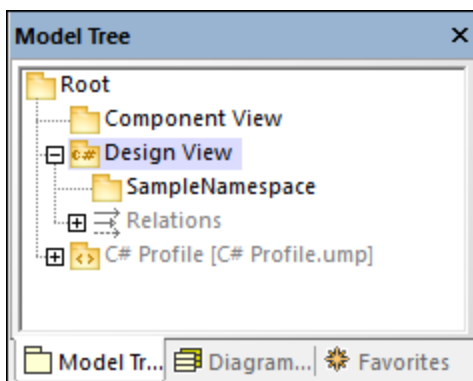 Model Tree
Root
Component View
c# Design View
SampleNamespace
Relations
C# Profile [C# Profile.ump]
Model Tr... Diagram... Favorites